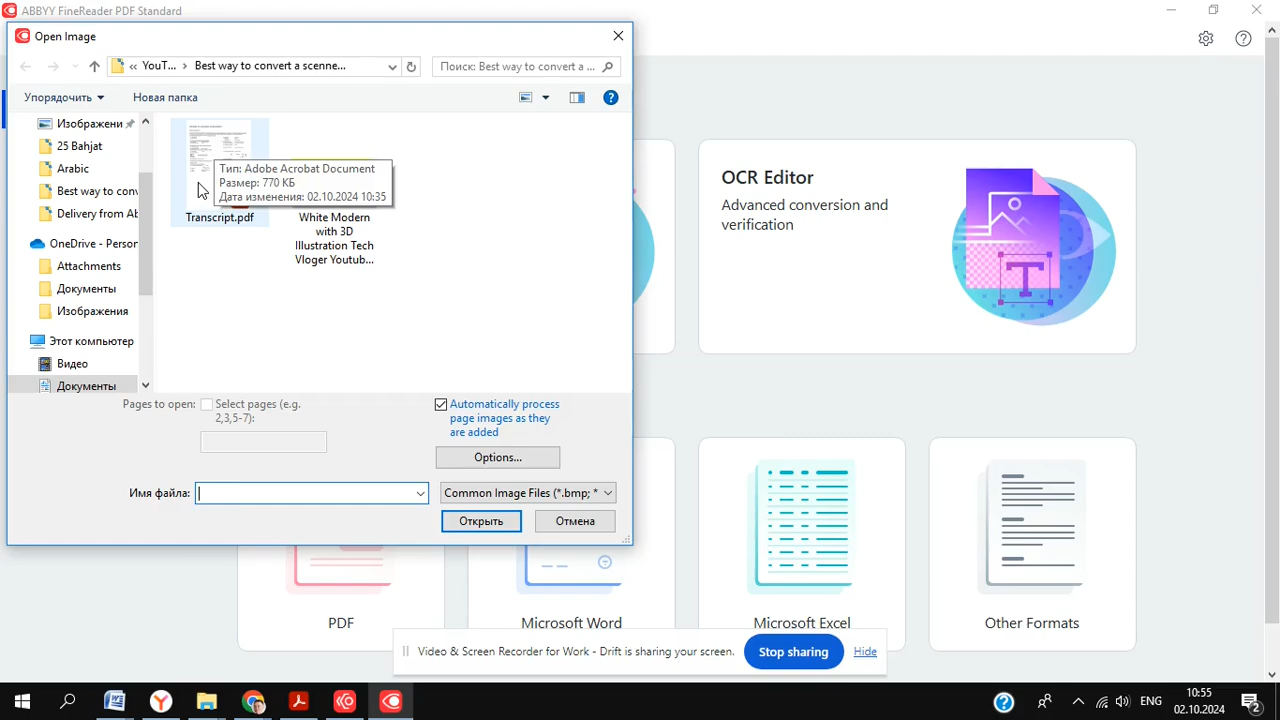 ABBYY FineReader PDF Standard
Open Image
YouT...
Best way to convert a scenne...
Поиск: Best way to convert a ...
Упорядочить
Новая папка
Изображени
25 Bahjat
Arabic
Best way to conv
Delivery from Ab
OneDrive - Person
Attachments
Документы
Изображения
Этот компьютер
Видео
Документы
Тип: Adobe Acrobat Document
Размер: 770 КБ
Дата изменения: 02.10.2024 10:35
Transcript.pdf
White Modern
with 3D
Illustration Tech
Vloger Youtub...
Pages to open:
Select pages (e.g.
2,3,5-7):
Automatically process
page images as they
are added
Options...
Имя файла:
Common Image Files (*.bmp; *
Открыть
Отмена
OCR Editor
Advanced conversion and
verification
PDF
Microsoft Word
Microsoft Excel
Other Formats
Video & Screen Recorder for Work - Drift is sharing your screen.
Stop sharing
Hide
ENG
10:55
02.10.2024
2